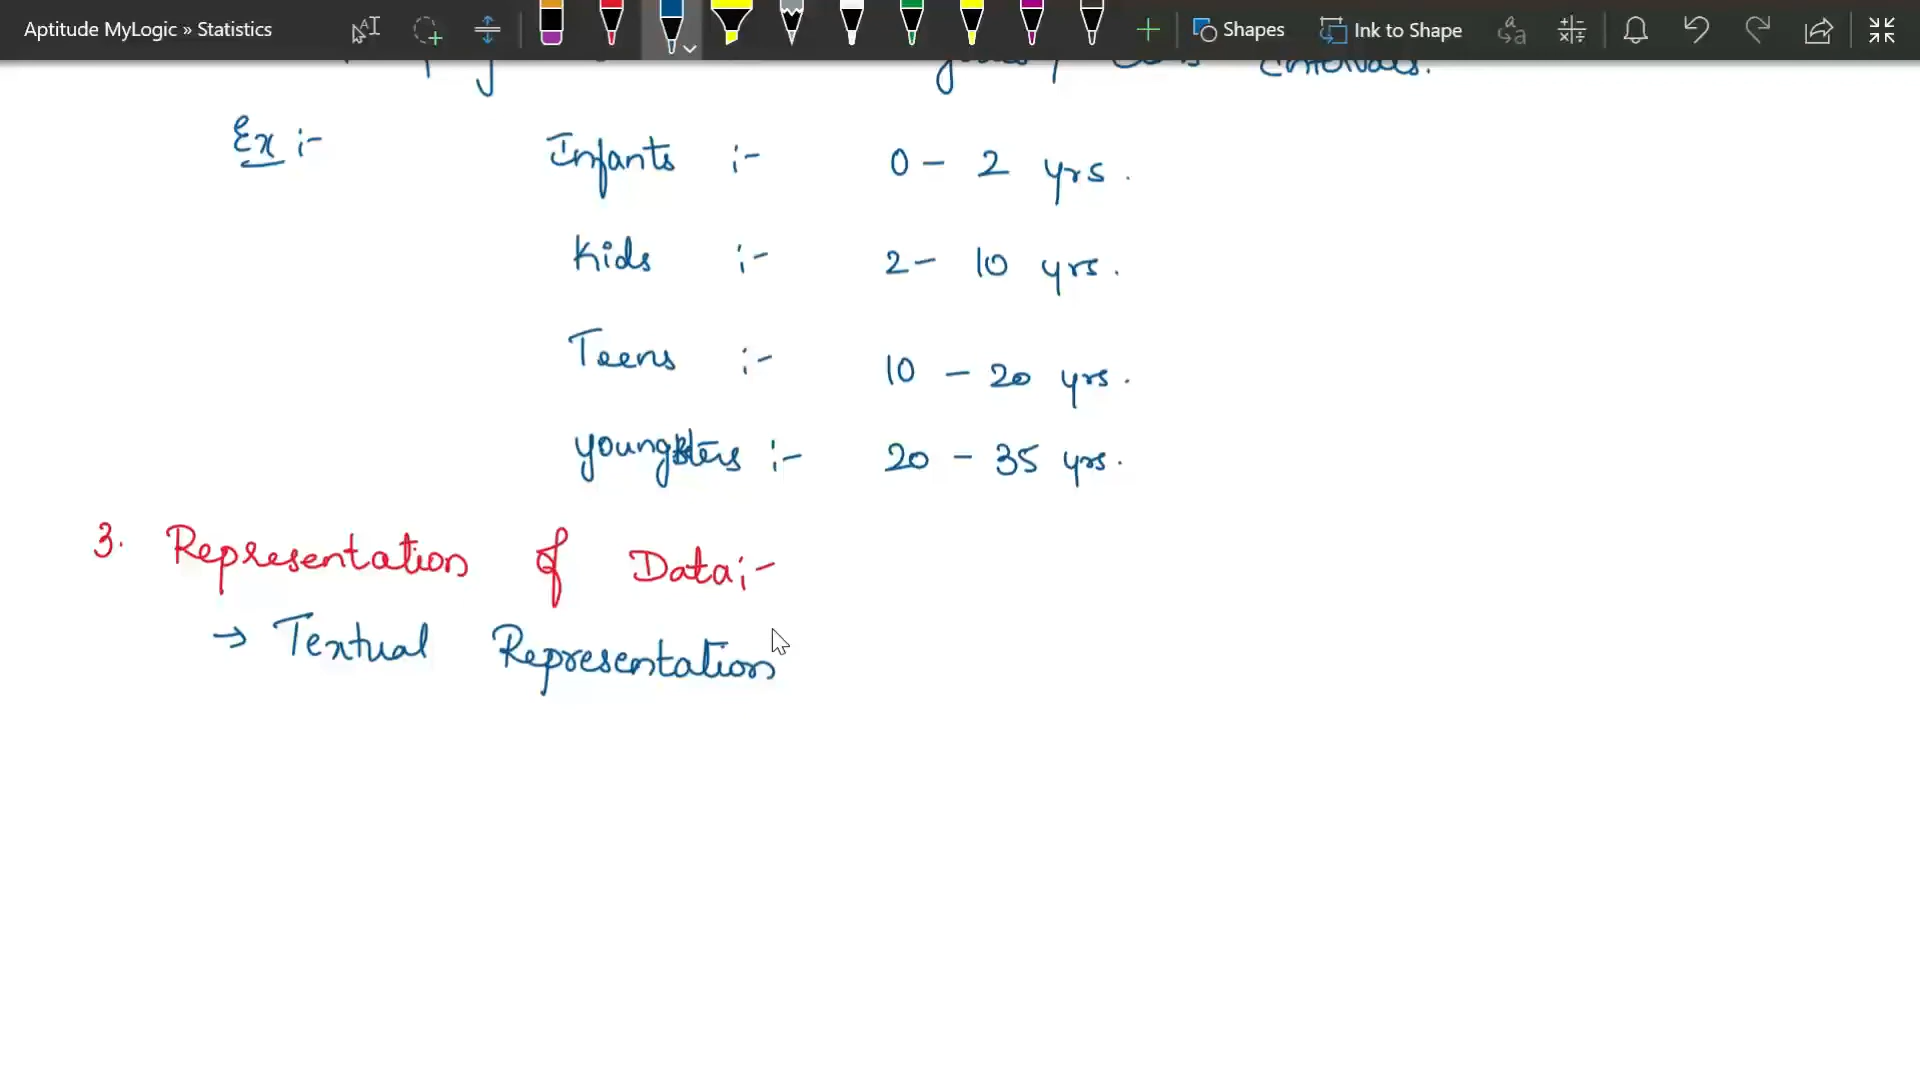 Aptitude MyLogic » Statistics
Shapes
Ink to Shape
Intervals.
Ex :-
Infants :- 0 - 2 yrs.
Kids :- 2 - 10 yrs.
Teens :- 10 - 20 yrs.
youngsters :- 20 - 35 yrs.
3. Representation of Data :-
→ Textual Representation